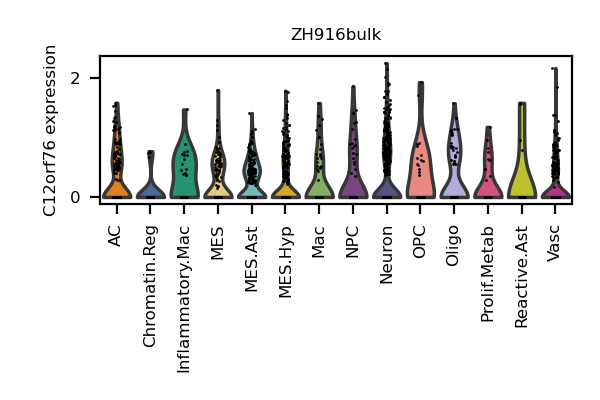 ZH916bulk
C12orf76 expression
2
0
AC
Chromatin.Reg
Inflammatory.Mac
MES
MES.Ast
MES.Hyp
Mac
NPC
Neuron
OPC
Oligo
Prolif.Metab
Reactive.Ast
Vasc